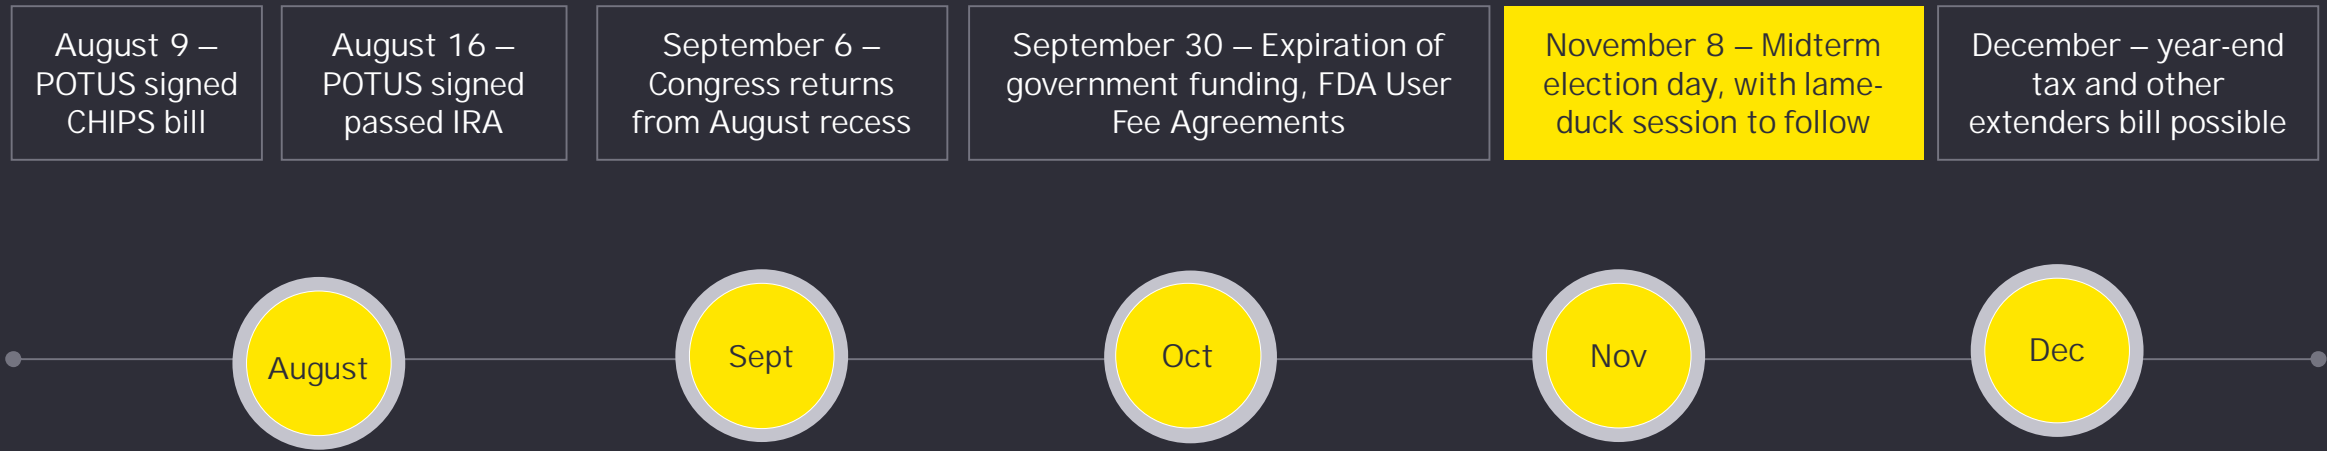 August 9 –
POTUS signed
CHIPS bill
August 16 –
POTUS signed
passed IRA
September 6 –
Congress returns
from August recess
September 30 – Expiration of
government funding, FDA User
Fee Agreements
November 8 – Midterm
election day, with lame-
duck session to follow
December – year-end
tax and other
extenders bill possible
August
Sept
Oct
Nov
Dec